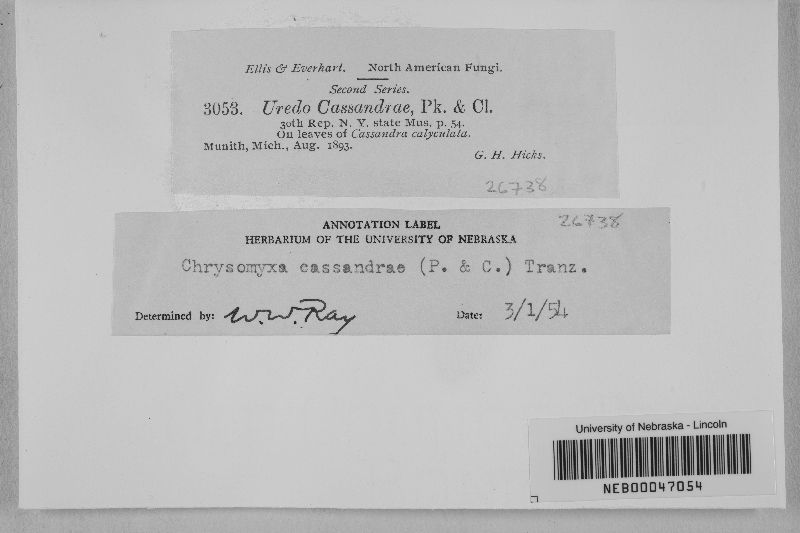 Ellis & Everhart. North American Fungi.
Second Series.
3053. Uredo Cassandrae, Pk. & Cl.
30th Rep. N. Y. state Mus. p. 54.
On leaves of Cassandra calyculata.
Munith, Mich., Aug. 1893.
G. H. Hicks.
26738
26738
ANNOTATION LABEL
HERBARIUM OF THE UNIVERSITY OF NEBRASKA
Chrysomyxa cassandrae (P. & C.) Tranz.
Determined by: W.W. Ray Date: 3/1/54
University of Nebraska - Lincoln
NEB00047054